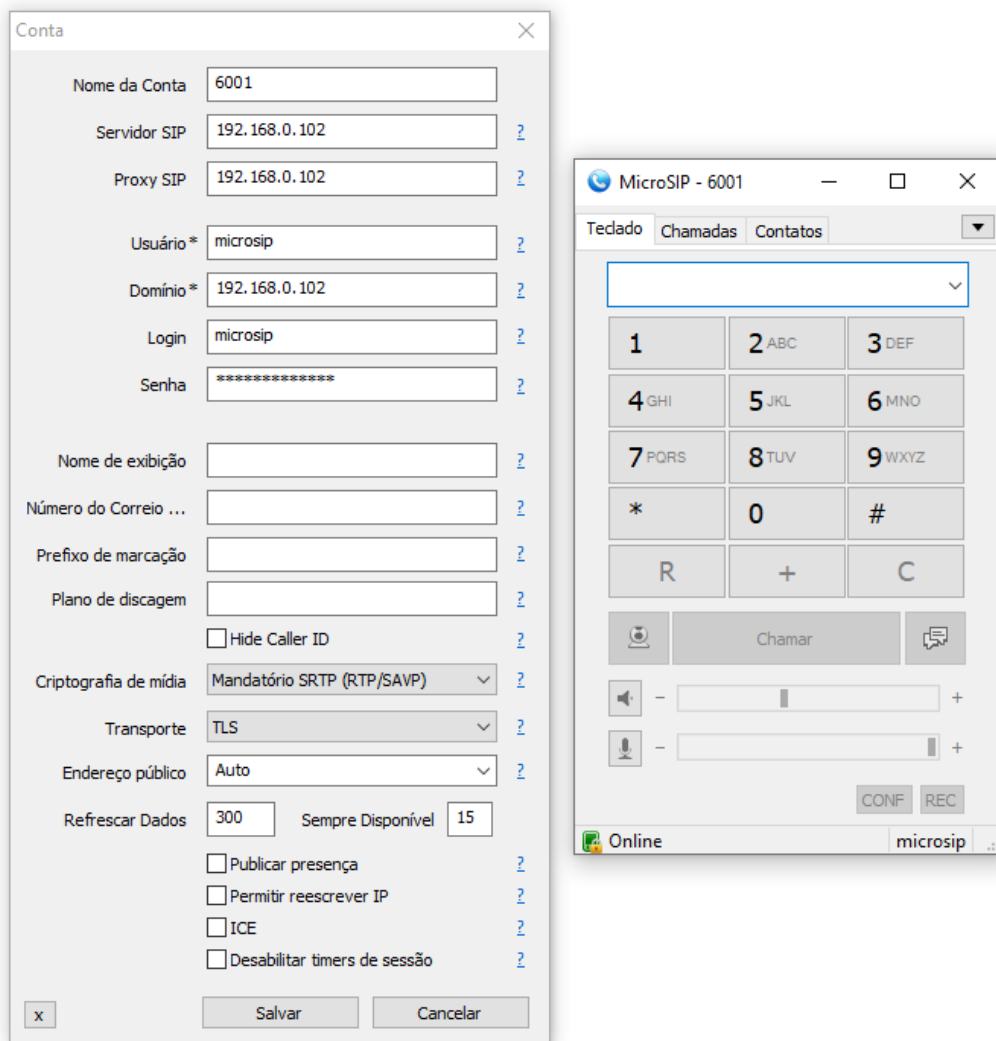 Conta
Nome da Conta 6001
Servidor SIP 192.168.0.102 ?
Proxy SIP 192.168.0.102 ?
Usuário * microsip ?
Domínio * 192.168.0.102 ?
Login microsip ?
Senha ************* ?
Nome de exibição ?
Número do Correio ... ?
Prefixo de marcação ?
Plano de discagem ?
Hide Caller ID ?
Criptografia de mídia Mandatório SRTP (RTP/SAVP) ?
Transporte TLS ?
Endereço público Auto ?
Refrescar Dados 300 Sempre Disponível 15
Publicar presença ?
Permitir reescrever IP ?
ICE ?
Desabilitar timers de sessão ?
x Salvar Cancelar
MicroSIP - 6001
Teclado Chamadas Contatos
1 2 ABC 3 DEF
4 GHI 5 JKL 6 MNO
7 PQRS 8 TUV 9 WXYZ
* 0 #
R + C
Chamar
- +
- +
CONF REC
Online microsip